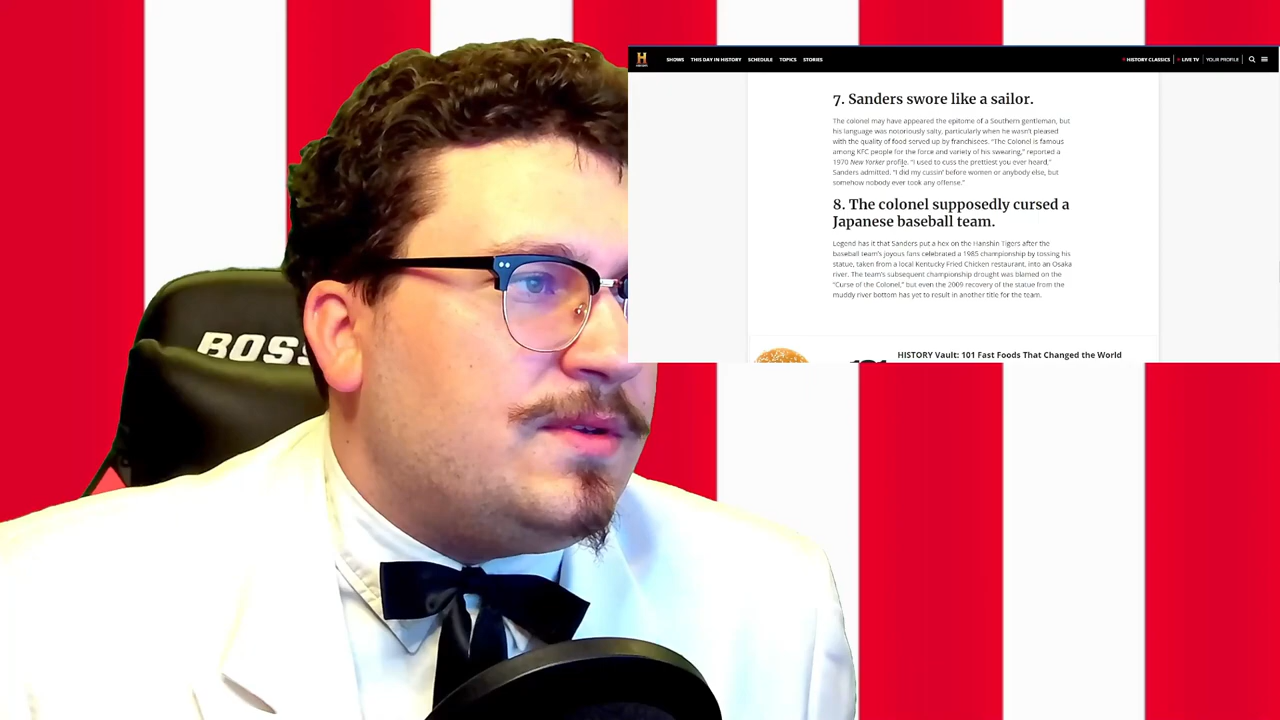 SHOWS THIS DAY IN HISTORY SCHEDULE TOPICS STORIES HISTORY CLASSICS LIVE TV YOUR PROFILE
7. Sanders swore like a sailor.
The colonel may have appeared the epitome of a Southern gentleman, but
his language was notoriously salty, particularly when he wasn't pleased
with the quality of food served up by franchisees. "The Colonel is famous
among KFC people for the force and variety of his swearing," reported a
1970 New Yorker profile. "I used to cuss the prettiest you ever heard,"
Sanders admitted. "I did my cussin' before women or anybody else, but
somehow nobody ever took any offense."
8. The colonel supposedly cursed a
Japanese baseball team.
Legend has it that Sanders put a hex on the Hanshin Tigers after the
baseball team's joyous fans celebrated a 1985 championship by tossing his
statue, taken from a local Kentucky Fried Chicken restaurant, into an Osaka
river. The team's subsequent championship drought was blamed on the
"Curse of the Colonel," but even the 2009 recovery of the statue from the
muddy river bottom has yet to result in another title for the team.
HISTORY Vault: 101 Fast Foods That Changed the World
BOSS